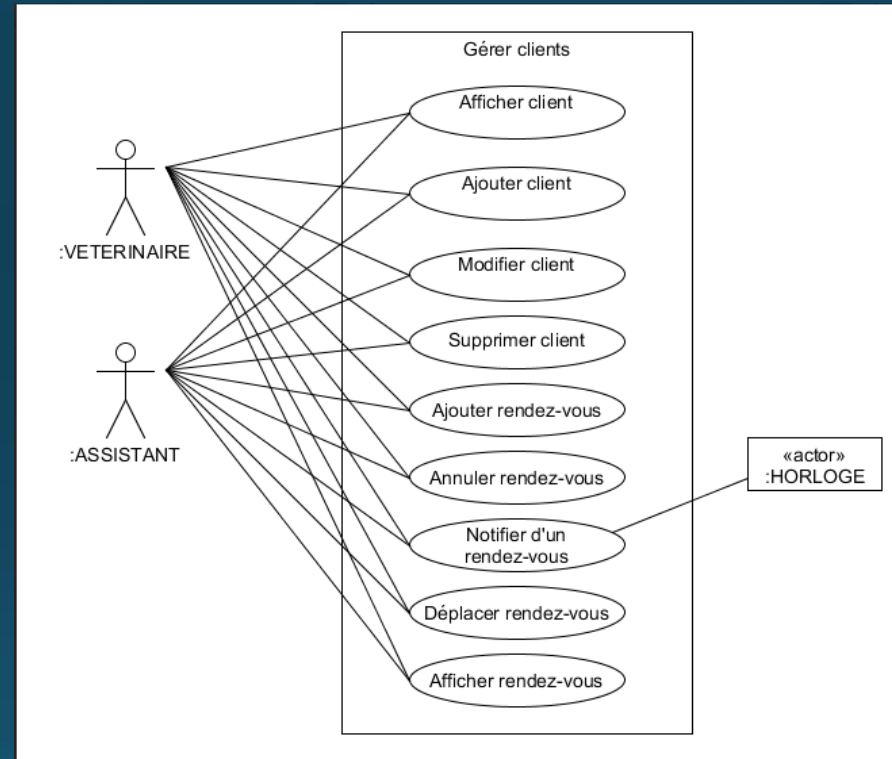 Gérer clients
Afficher client
Ajouter client
:VETERINAIRE
Modifier client
Supprimer client
:ASSISTANT
Ajouter rendez-vous
Annuler rendez-vous
«actor»
:HORLOGE
Notifier d'un
rendez-vous
Déplacer rendez-vous
Afficher rendez-vous